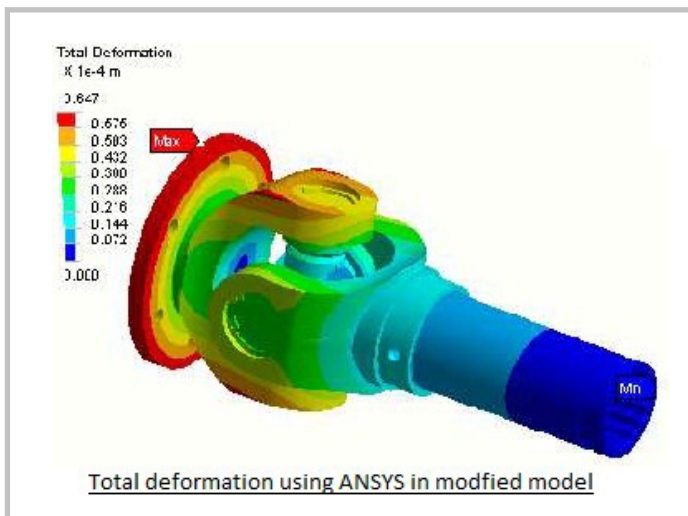 Total Deformation
X 1e-4 m
0.647
0.576
0.503
0.432
0.360
0.288
0.216
0.144
0.072
0.000
Max
Mn
Total deformation using ANSYS in modfied model